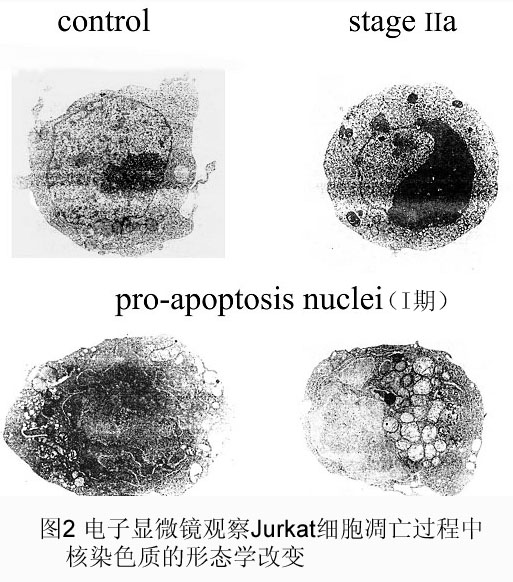 control
stage IIa
pro-apoptosis nuclei（I期）
图2 电子显微镜观察Jurkat细胞凋亡过程中
核染色质的形态学改变